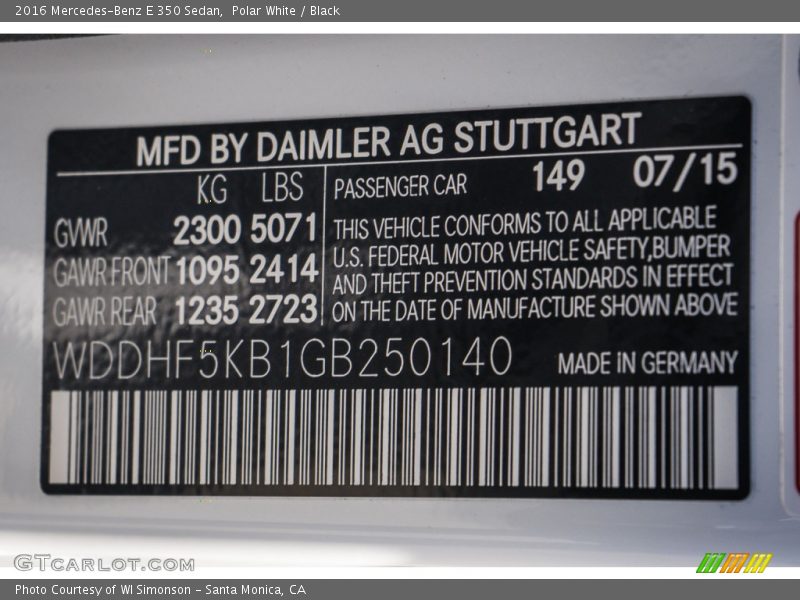 2016 Mercedes-Benz E 350 Sedan, Polar White / Black
MFD BY DAIMLER AG STUTTGART
KG LBS
GVWR 2300 5071
GAWR FRONT 1095 2414
GAWR REAR 1235 2723
PASSENGER CAR 149 07/15
THIS VEHICLE CONFORMS TO ALL APPLICABLE
U.S. FEDERAL MOTOR VEHICLE SAFETY,BUMPER
AND THEFT PREVENTION STANDARDS IN EFFECT
ON THE DATE OF MANUFACTURE SHOWN ABOVE
WDDHF5KB1GB250140
MADE IN GERMANY
GTCARLOT.COM
Photo Courtesy of WI Simonson - Santa Monica, CA